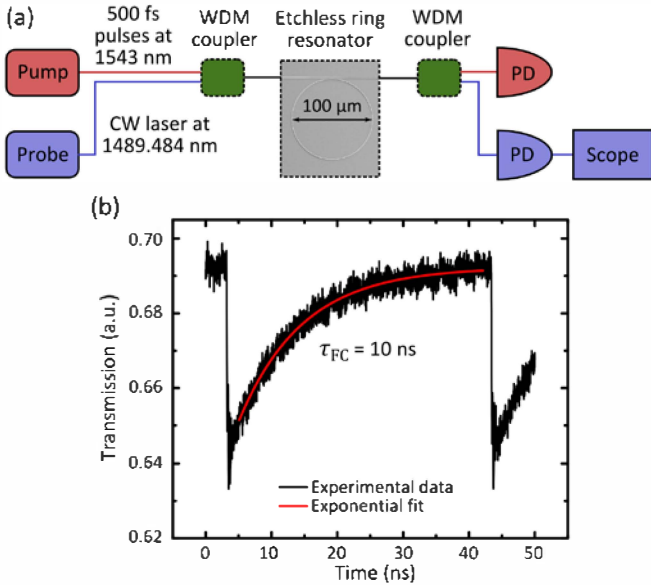 (a)
500 fs
pulses at
1543 nm
WDM
coupler
Etchless ring
resonator
WDM
coupler
Pump
PD
100 μm
CW laser at
1489.484 nm
Probe
PD
Scope
(b)
0.70
0.68
0.66
0.64
0.62
Transmission (a.u.)
τFC = 10 ns
Experimental data
Exponential fit
0 10 20 30 40 50
Time (ns)